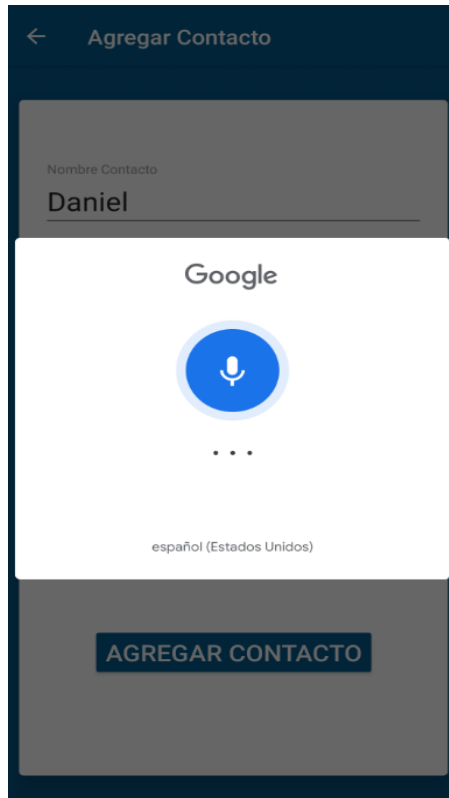 Agregar Contacto
Nombre Contacto
Daniel
Google
. . .
español (Estados Unidos)
AGREGAR CONTACTO